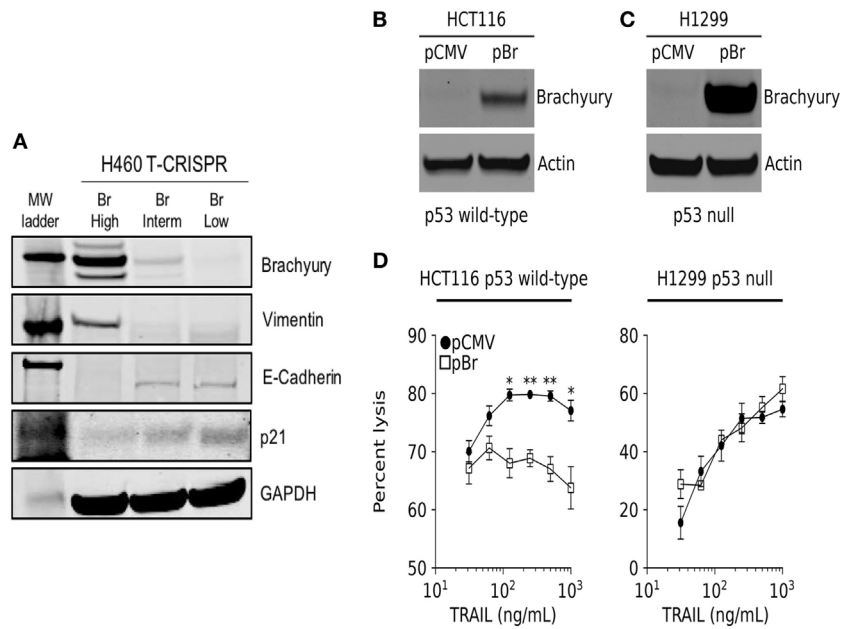 A
H460 T-CRISPR
MW ladder
Br High
Br Interm
Br Low
Brachyury
Vimentin
E-Cadherin
p21
GAPDH
B
HCT116
pCMV pBr
Brachyury
Actin
p53 wild-type
C
H1299
pCMV pBr
Brachyury
Actin
p53 null
D
HCT116 p53 wild-type
90
80
70
60
50
Percent lysis
pCMV
pBr
* ** ** *
10¹ 10² 10³
TRAIL (ng/mL)
H1299 p53 null
80
60
40
20
0
10¹ 10² 10³
TRAIL (ng/mL)